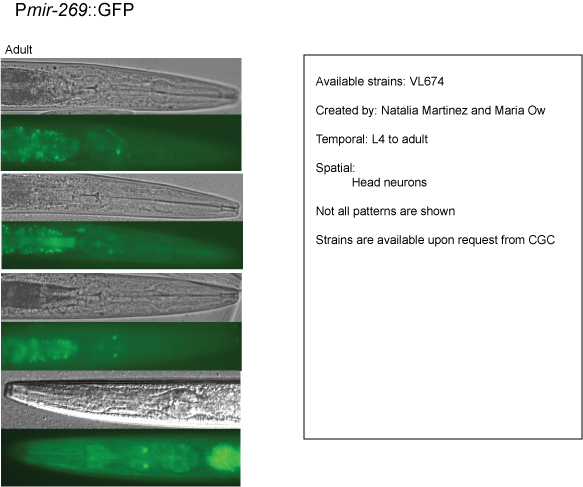 Pmir-269::GFP
Adult
Available strains: VL674
Created by: Natalia Martinez and Maria Ow
Temporal: L4 to adult
Spatial:
Head neurons
Not all patterns are shown
Strains are available upon request from CGC